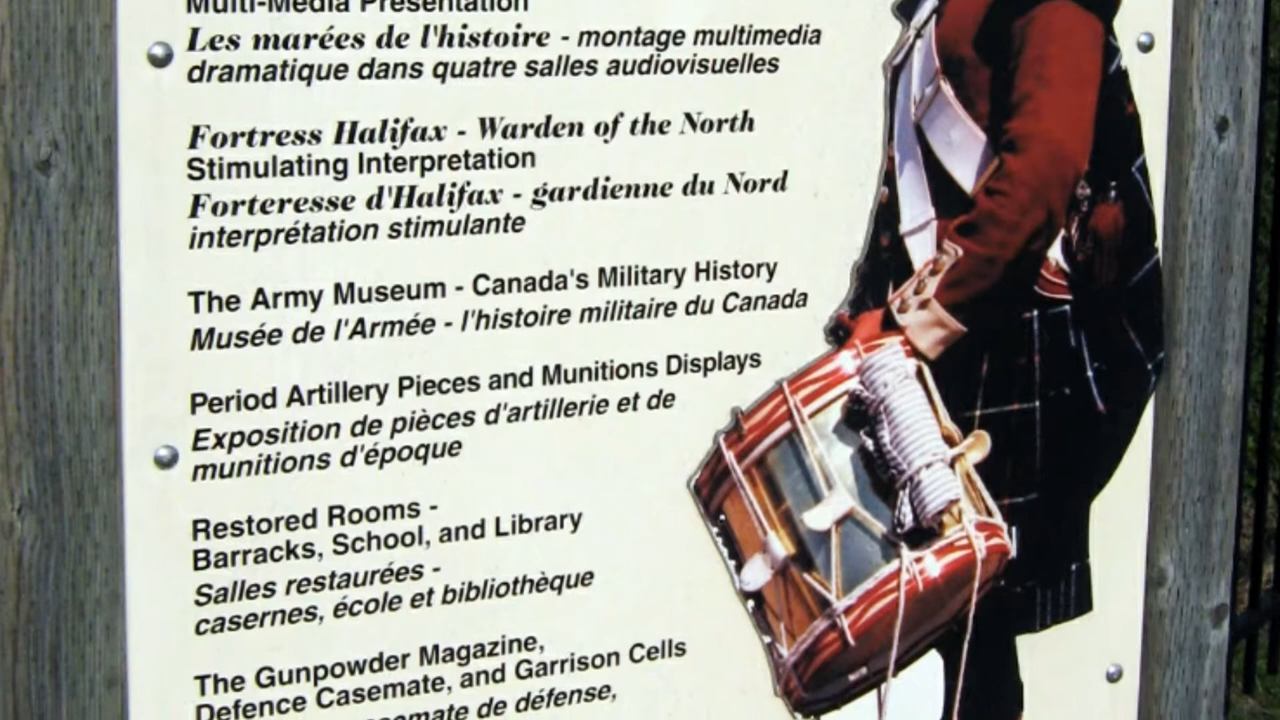 Multi-Media Presentation
Les marées de l'histoire - montage multimedia
dramatique dans quatre salles audiovisuelles
Fortress Halifax - Warden of the North
Stimulating Interpretation
Forteresse d'Halifax - gardienne du Nord
interprétation stimulante
The Army Museum - Canada's Military History
Musée de l'Armée - l'histoire militaire du Canada
Period Artillery Pieces and Munitions Displays
Exposition de pièces d'artillerie et de
munitions d'époque
Restored Rooms -
Barracks, School, and Library
Salles restaurées -
casernes, école et bibliothèque
The Gunpowder Magazine,
Defence Casemate, and Garrison Cells
de défense,